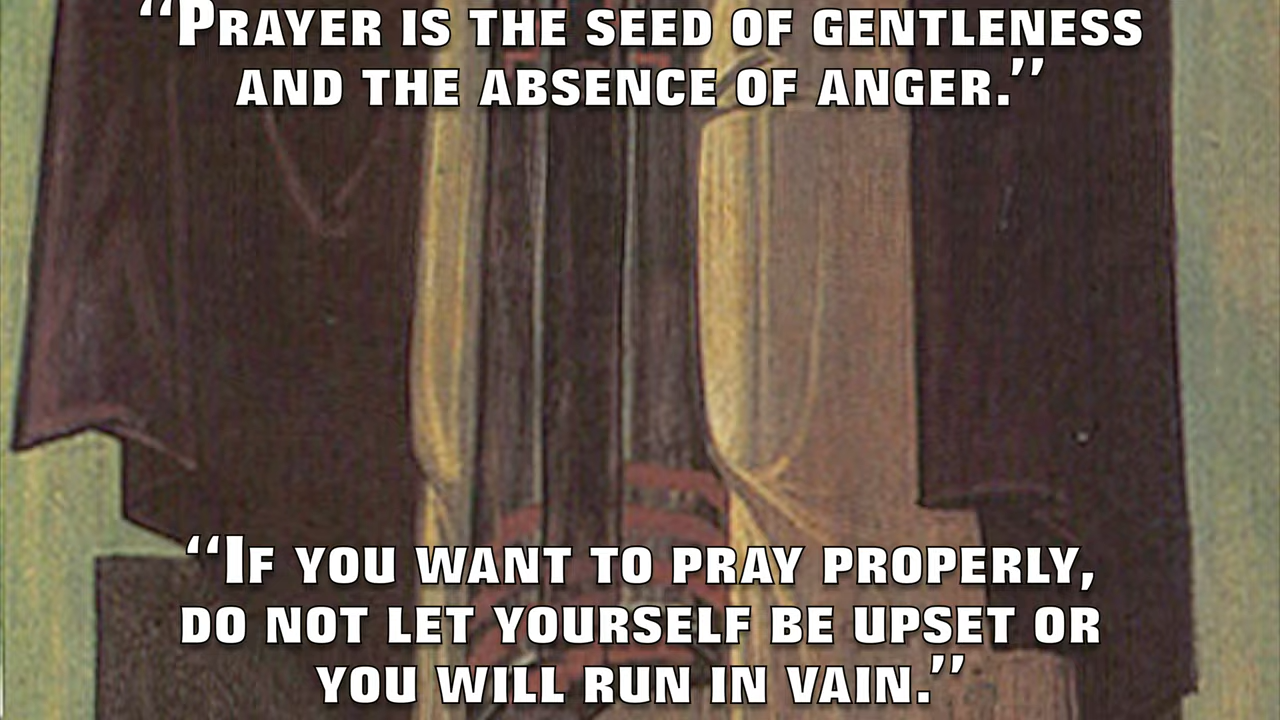 “Prayer is the seed of gentleness
and the absence of anger.”
“If you want to pray properly,
do not let yourself be upset or
you will run in vain.”